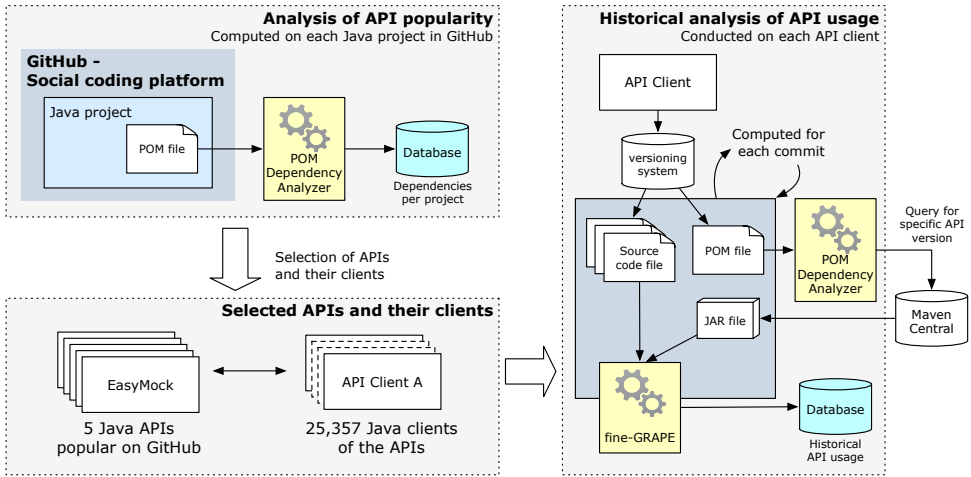 Analysis of API popularity
Computed on each Java project in GitHub
GitHub -
Social coding platform
Java project
POM file
POM
Dependency
Analyzer
Database
Dependencies
per project
Selection of APIs
and their clients
Selected APIs and their clients
EasyMock
API Client A
5 Java APIs
popular on GitHub
25,357 Java clients
of the APIs
Historical analysis of API usage
Conducted on each API client
API Client
versioning
system
Computed for
each commit
Source
code file
POM file
POM
Dependency
Analyzer
Query for
specific API
version
Maven
Central
JAR file
fine-GRAPE
Database
Historical
API usage